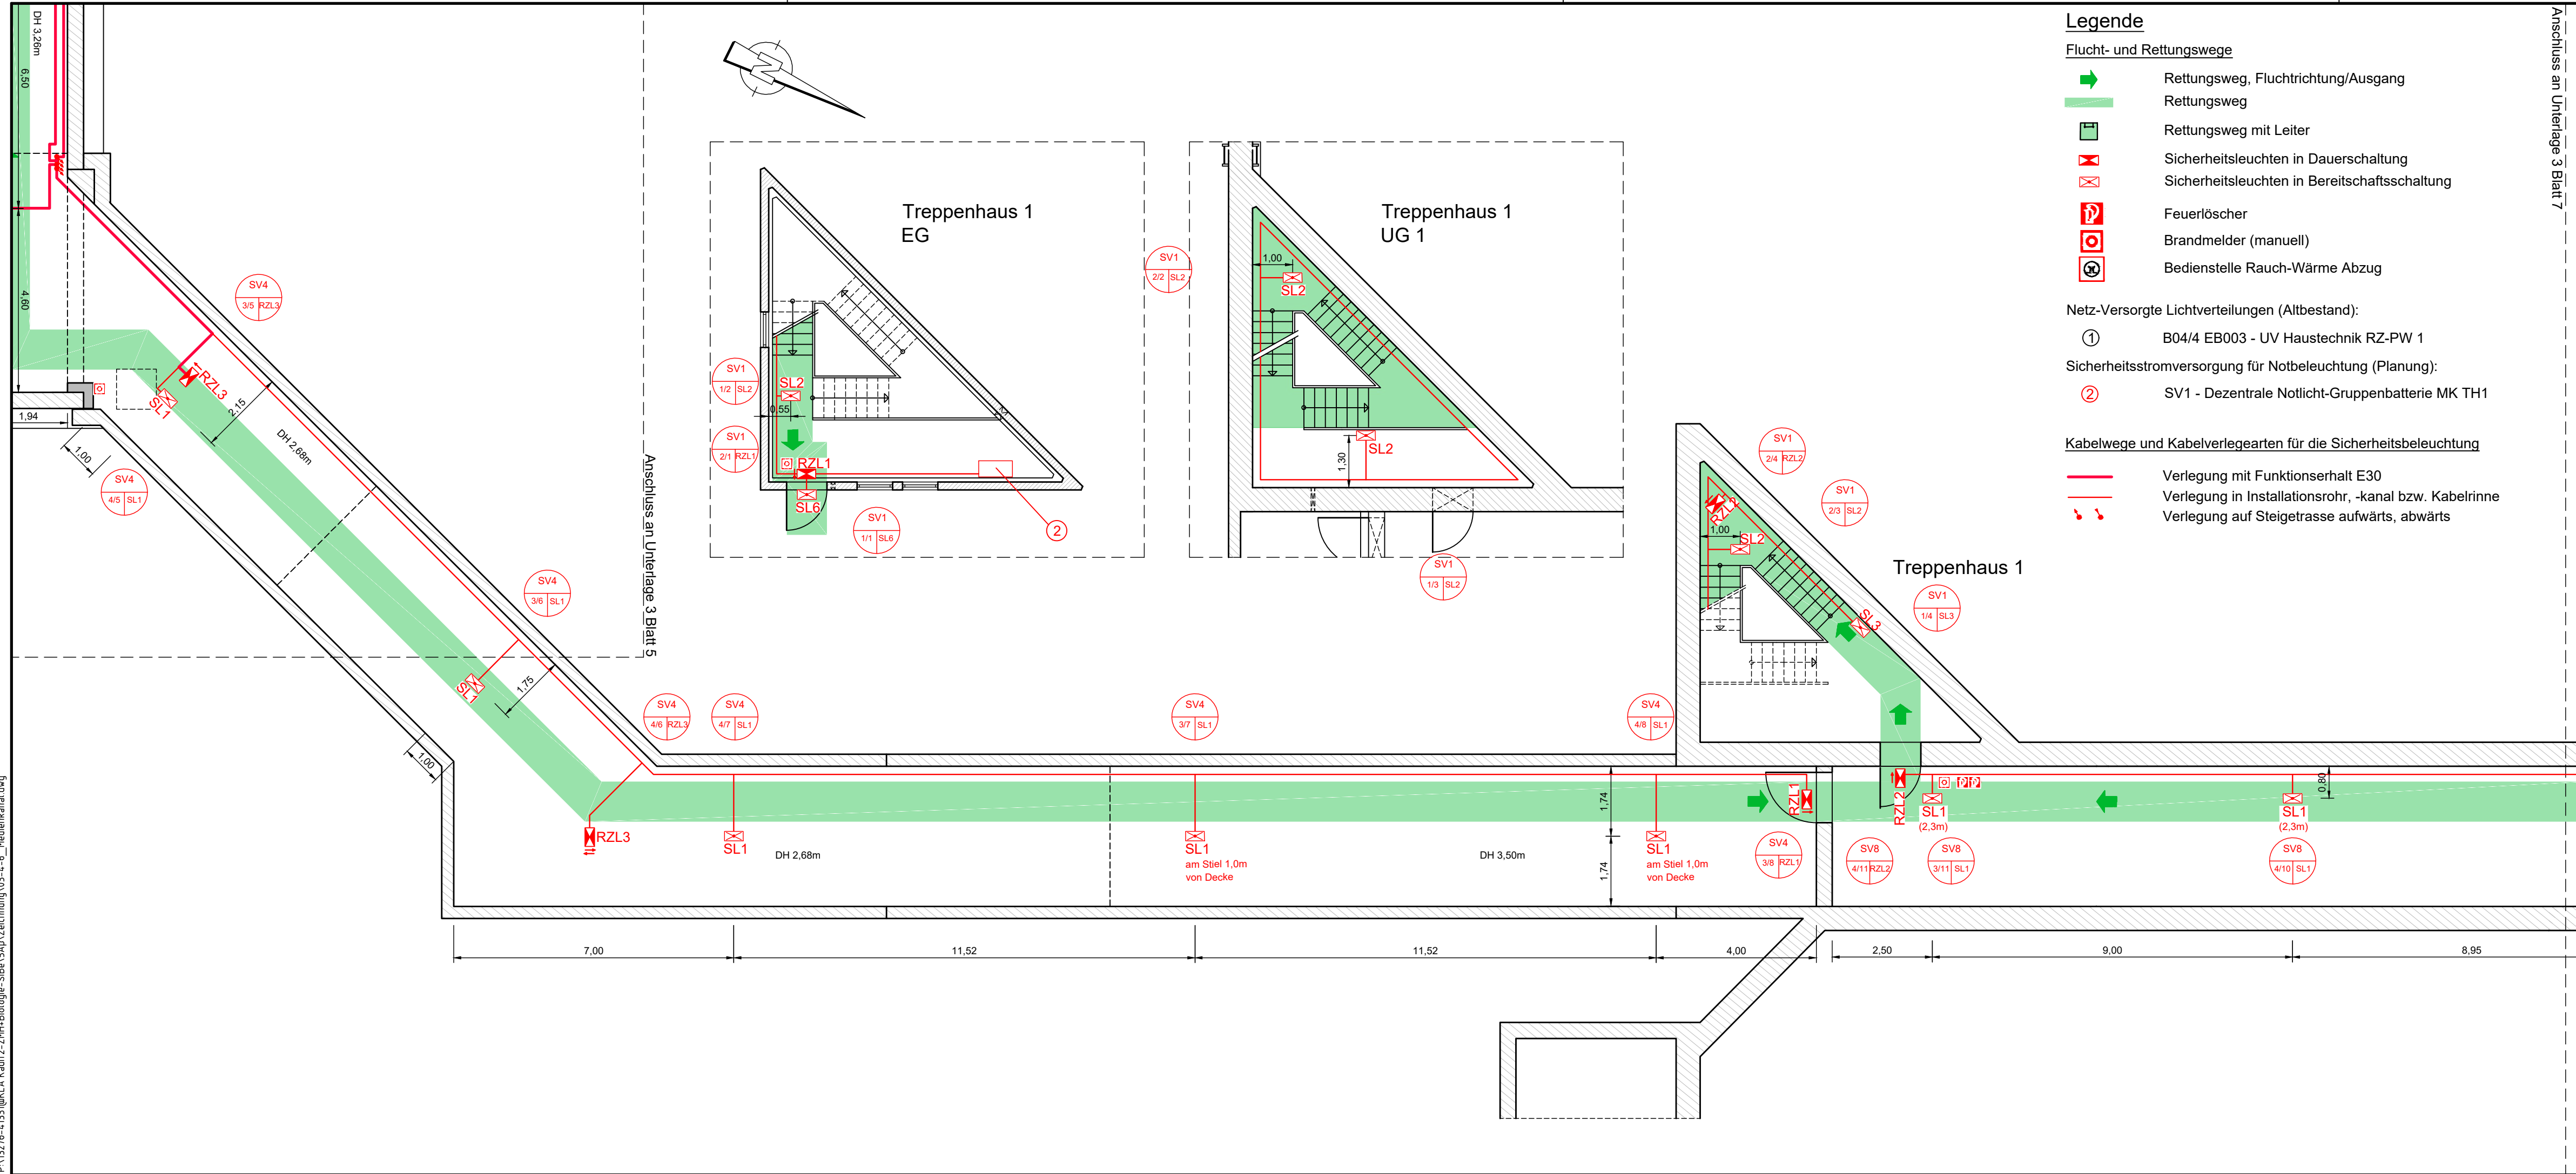 DH 3,26m
6,50
4,60
1,94
1,00
SV4
4/5 SL1
SV4
3/5 RZL3
RZL3
SL1
2,15
DH 2,68m
Anschluss an Unterlage 3 Blatt 5
SV4
3/6 SL1
SL1
1,75
1,00
N
Treppenhaus 1
EG
SV1
1/2 SL2
SL2
0,55
SV1
2/1 RZL1
RZL1
SL6
SV1
1/1 SL6
2
Treppenhaus 1
UG 1
SV1
2/2 SL2
1,00
SL2
SL2
1,30
SV1
1/3 SL2
SV1
2/4 RZL2
SV1
2/3 SL2
RZL2
1,00
SL2
Treppenhaus 1
SV1
1/4 SL3
SL3
SV4
4/6 RZL3
SV4
4/7 SL1
SV4
3/7 SL1
SV4
4/8 SL1
RZL3
SL1
DH 2,68m
SL1
am Stiel 1,0m
von Decke
DH 3,50m
1,74
1,74
SL1
am Stiel 1,0m
von Decke
RZL1
SV4
3/8 RZL1
RZL2
SL1
(2,3m)
SL1
(2,3m)
0,80
SV8
4/11 RZL2
SV8
3/11 SL1
SV8
4/10 SL1
7,00
11,52
11,52
4,00
2,50
9,00
8,95
Legende
Flucht- und Rettungswege
Rettungsweg, Fluchtrichtung/Ausgang
Rettungsweg
Rettungsweg mit Leiter
Sicherheitsleuchten in Dauerschaltung
Sicherheitsleuchten in Bereitschaftsschaltung
Feuerlöscher
Brandmelder (manuell)
Bedienstelle Rauch-Wärme Abzug
Netz-Versorgte Lichtverteilungen (Altbestand):
1 B04/4 EB003 - UV Haustechnik RZ-PW 1
Sicherheitsstromversorgung für Notbeleuchtung (Planung):
2 SV1 - Dezentrale Notlicht-Gruppenbatterie MK TH1
Kabelwege und Kabelverlegearten für die Sicherheitsbeleuchtung
Verlegung mit Funktionserhalt E30
Verlegung in Installationsrohr, -kanal bzw. Kabelrinne
Verlegung auf Steigetrasse aufwärts, abwärts
Anschluss an Unterlage 3 Blatt 7